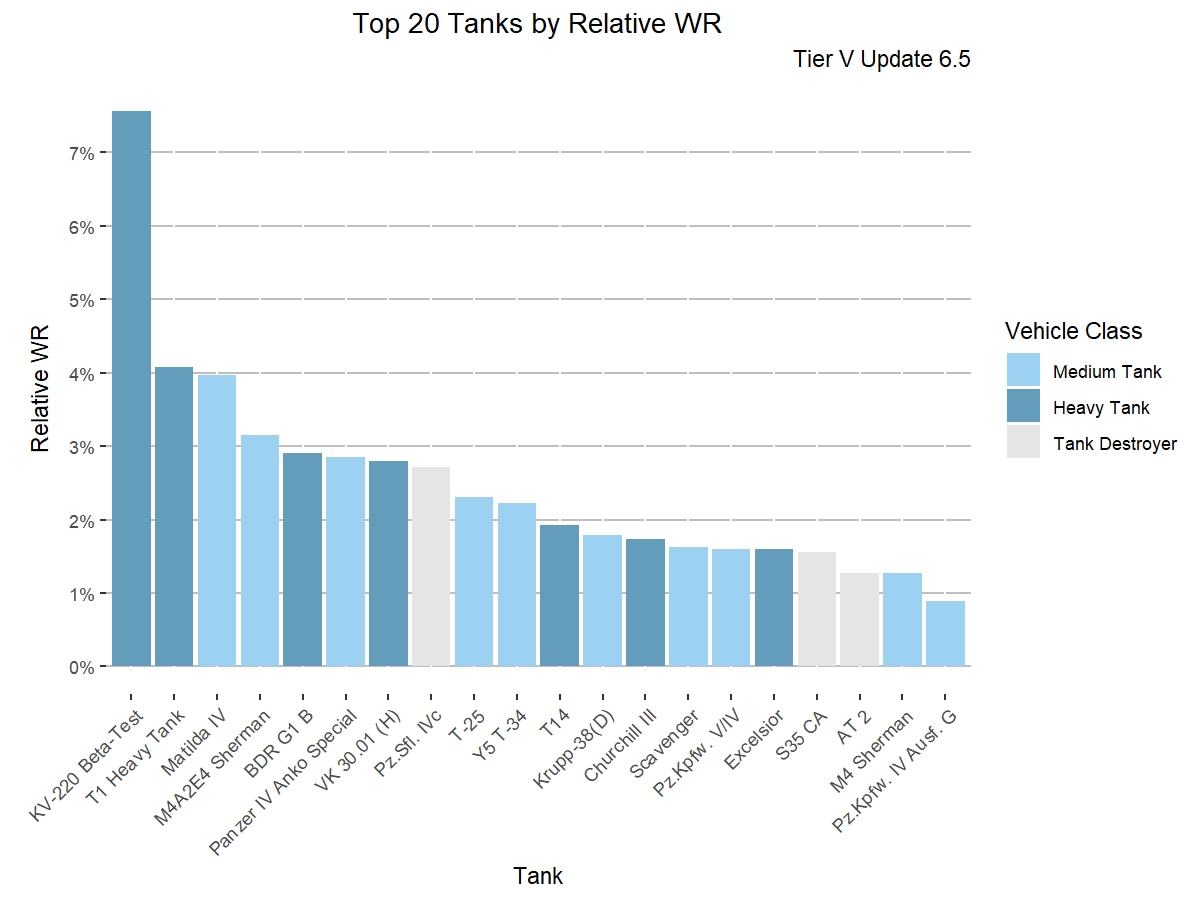 Top 20 Tanks by Relative WR
Tier V Update 6.5
7%
6%
5%
4%
3%
2%
1%
0%
Relative WR
KV-220 Beta-Test
T1 Heavy Tank
Matilda IV
M4A2E4 Sherman
BDR G1 B
Panzer IV Anko Special
VK 30.01 (H)
Pz.Sfl. IVc
T-25
Y5 T-34
T14
Krupp-38(D)
Churchill III
Scavenger
Pz.Kpfw. V/IV
Excelsior
S35 CA
AT 2
M4 Sherman
Pz.Kpfw. IV Ausf. G
Tank
Vehicle Class
Medium Tank
Heavy Tank
Tank Destroyer